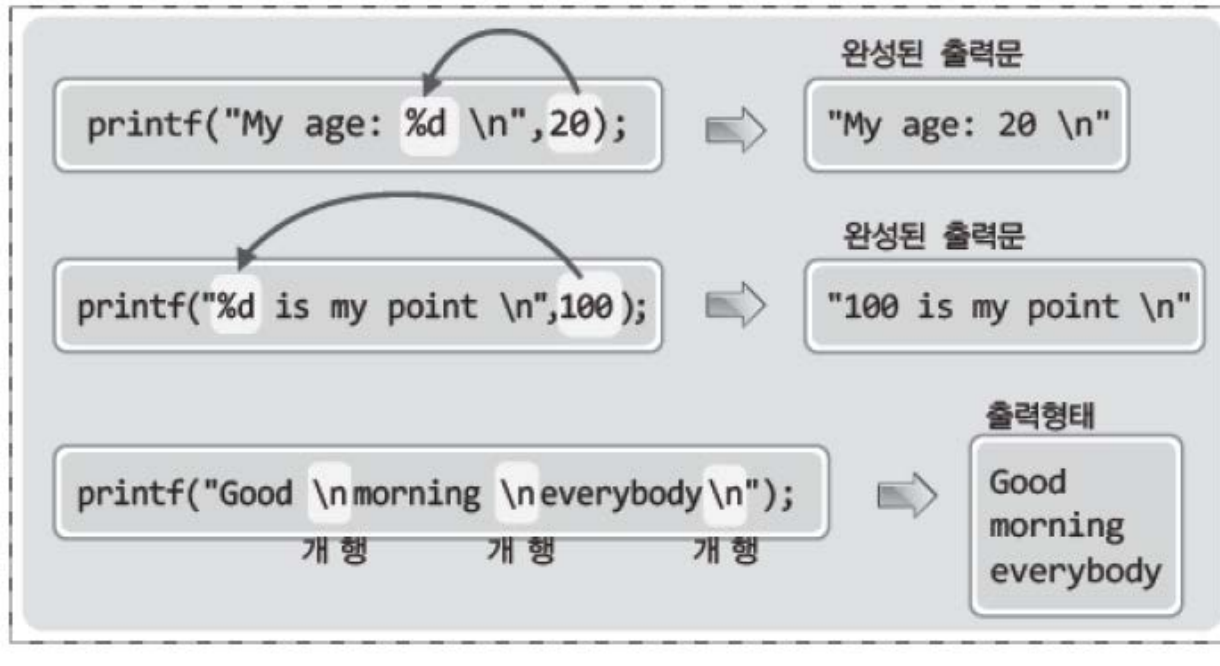 완성된 출력문
printf("My age: %d \n",20);
"My age: 20 \n"
완성된 출력문
printf("%d is my point \n",100);
"100 is my point \n"
출력형태
printf("Good \nmorning \neverybody\n");
개 행 개 행 개 행
Good
morning
everybody